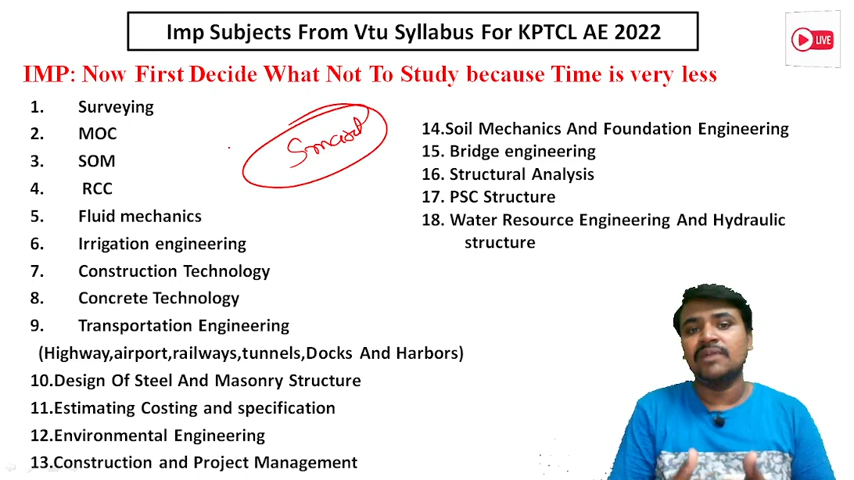 Imp Subjects From Vtu Syllabus For KPTCL AE 2022
LIVE
IMP: Now First Decide What Not To Study because Time is very less
1. Surveying
2. MOC
3. SOM
4. RCC
5. Fluid mechanics
6. Irrigation engineering
7. Construction Technology
8. Concrete Technology
9. Transportation Engineering
(Highway,airport,railways,tunnels,Docks And Harbors)
10.Design Of Steel And Masonry Structure
11.Estimating Costing and specification
12.Environmental Engineering
13.Construction and Project Management
14.Soil Mechanics And Foundation Engineering
15. Bridge engineering
16. Structural Analysis
17. PSC Structure
18. Water Resource Engineering And Hydraulic
structure